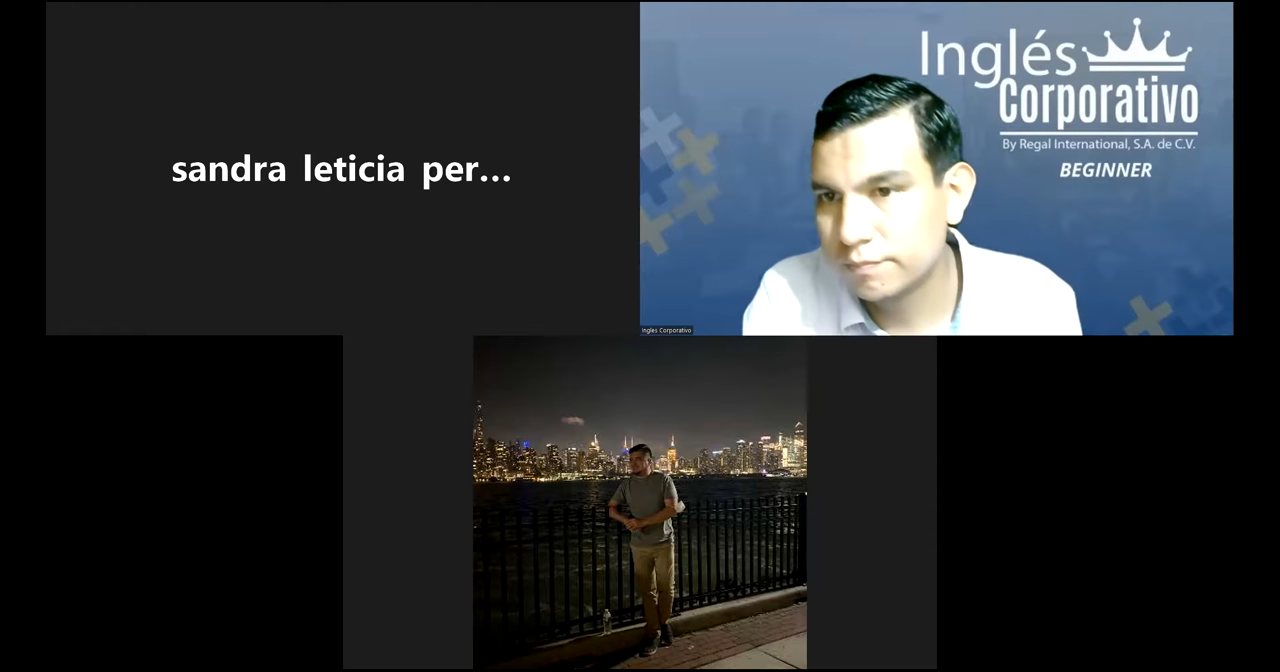 sandra leticia per...
Inglés
Corporativo
By Regal International, S.A. de C.V.
BEGINNER
Ingles Corporativo